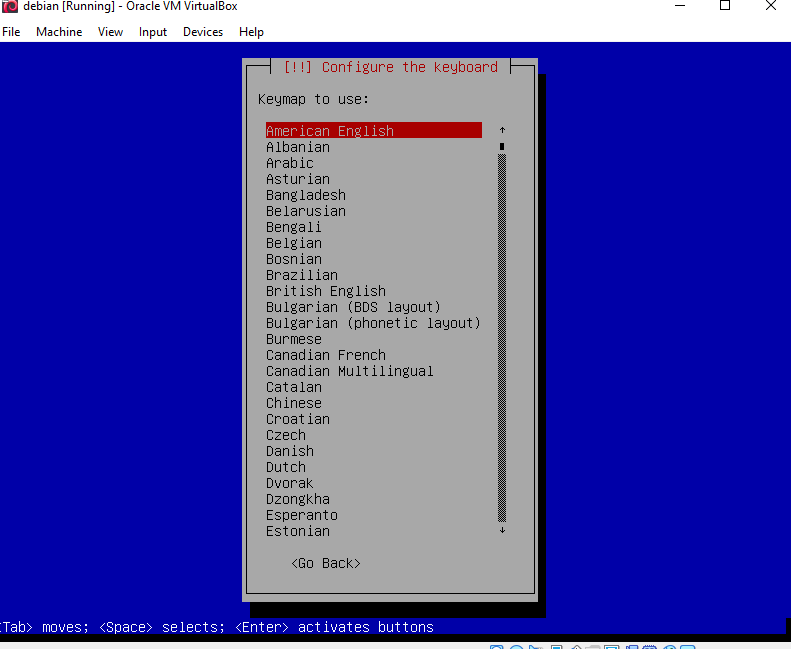 debian [Running] - Oracle VM VirtualBox
File Machine View Input Devices Help
[!!] Configure the keyboard
Keymap to use:
American English
Albanian
Arabic
Asturian
Bangladesh
Belarusian
Bengali
Belgian
Bosnian
Brazilian
British English
Bulgarian (BDS layout)
Bulgarian (phonetic layout)
Burmese
Canadian French
Canadian Multilingual
Catalan
Chinese
Croatian
Czech
Danish
Dutch
Dvorak
Dzongkha
Esperanto
Estonian
<Go Back>
<Tab> moves; <Space> selects; <Enter> activates buttons